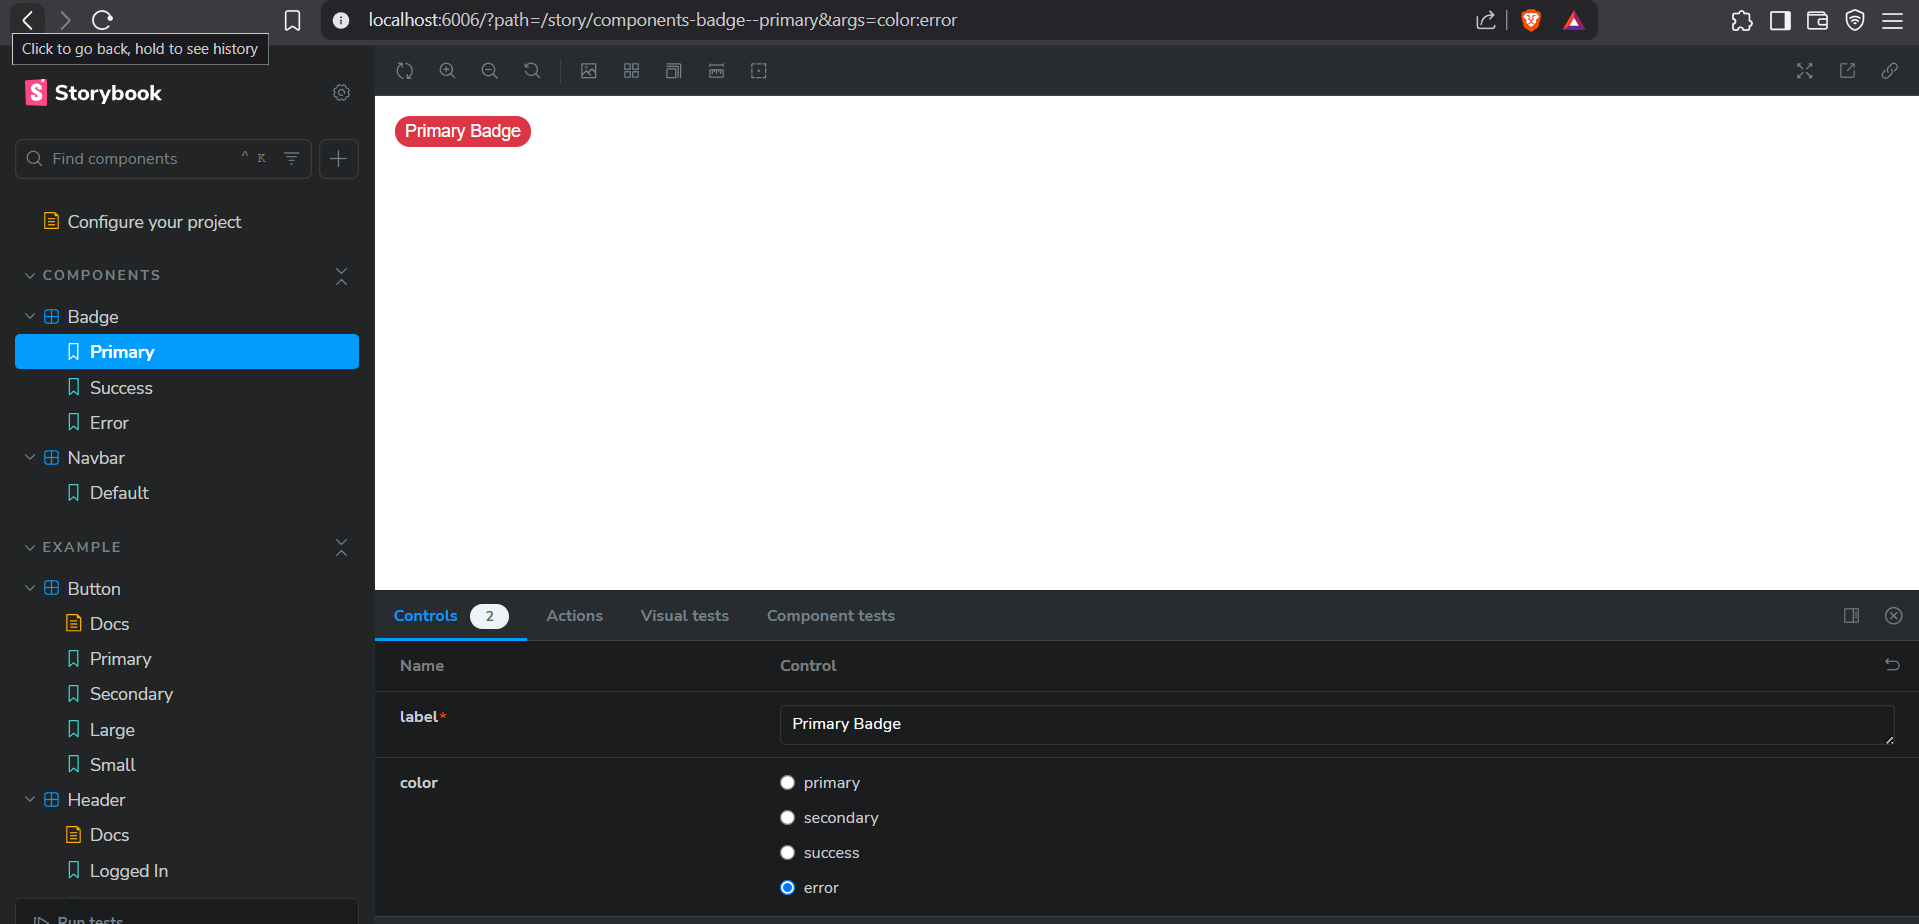 localhost:6006/?path=/story/components-badge--primary&args=color:error
Click to go back, hold to see history
S Storybook
Find components ^ K
Configure your project
COMPONENTS
Badge
Primary
Success
Error
Navbar
Default
EXAMPLE
Button
Docs
Primary
Secondary
Large
Small
Header
Docs
Logged In
Run tests
Primary Badge
Controls 2 Actions Visual tests Component tests
Name Control
label* Primary Badge
color primary
secondary
success
error